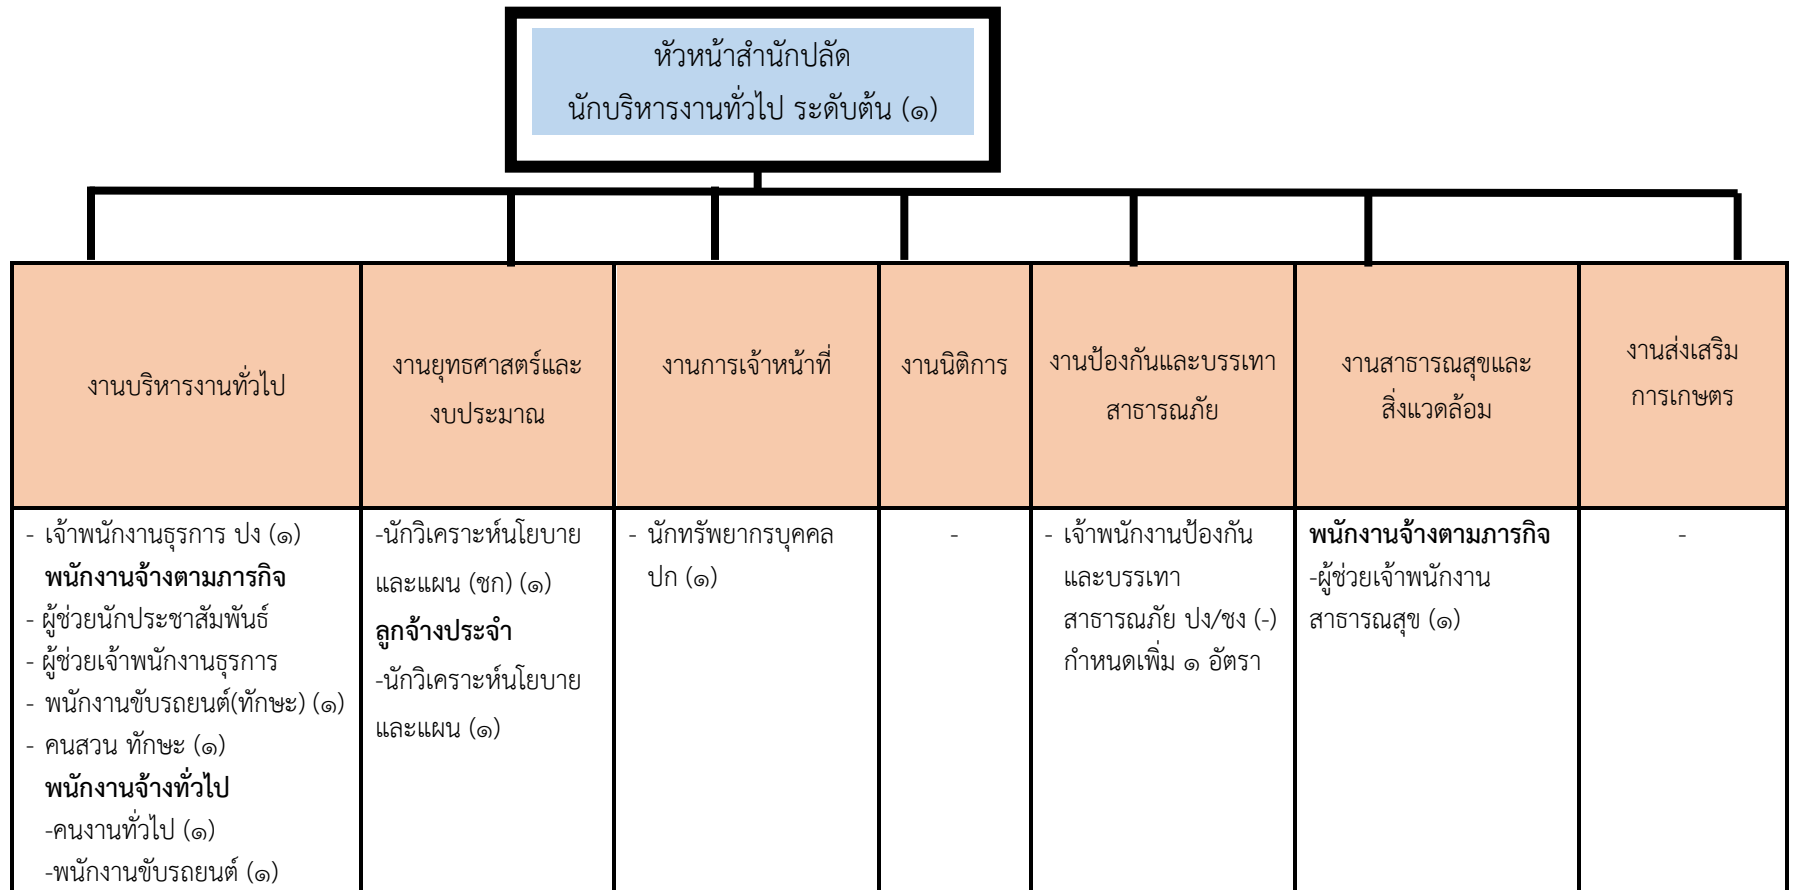 หัวหน้าสำนักปลัด
นักบริหารงานทั่วไป ระดับต้น (๑)
งานบริหารงานทั่วไป
งานยุทธศาสตร์และ
งบประมาณ
งานการเจ้าหน้าที่
งานนิติการ
งานป้องกันและบรรเทา
สาธารณภัย
งานสาธารณสุขและ
สิ่งแวดล้อม
งานส่งเสริม
การเกษตร
- เจ้าพนักงานธุรการ ปง (๑)
พนักงานจ้างตามภารกิจ
- ผู้ช่วยนักประชาสัมพันธ์
- ผู้ช่วยเจ้าพนักงานธุรการ
- พนักงานขับรถยนต์(ทักษะ) (๑)
- คนสวน ทักษะ (๑)
พนักงานจ้างทั่วไป
-คนงานทั่วไป (๑)
-พนักงานขับรถยนต์ (๑)
-นักวิเคราะห์นโยบาย
และแผน (ชก) (๑)
ลูกจ้างประจำ
-นักวิเคราะห์นโยบาย
และแผน (๑)
- นักทรัพยากรบุคคล
ปก (๑)
-
- เจ้าพนักงานป้องกัน
และบรรเทา
สาธารณภัย ปง/ชง (-)
กำหนดเพิ่ม ๑ อัตรา
พนักงานจ้างตามภารกิจ
-ผู้ช่วยเจ้าพนักงาน
สาธารณสุข (๑)
-